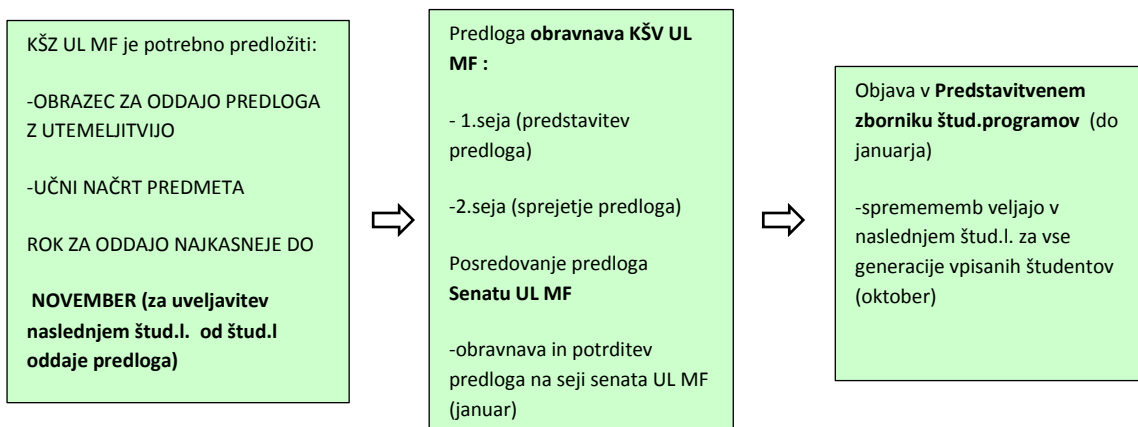 KŠZ UL MF je potrebno predložiti:
-OBRAZEC ZA ODDAJO PREDLOGA
Z UTEMELJITVIJO
-UČNI NAČRT PREDMETA
ROK ZA ODDAJO NAJKASNEJE DO
NOVEMBER (za uveljavitev
naslednjem štud.l. od štud.l
oddaje predloga)
Predloga obravnava KŠV UL
MF :
- 1.seja (predstavitev
predloga)
-2.seja (sprejetje predloga)
Posredovanje predloga
Senatu UL MF
-obravnava in potrditev
predloga na seji senata UL MF
(januar)
Objava v Predstavitvenem
zborniku štud.programov (do
januarja)
-spremememb veljajo v
naslednjem štud.l. za vse
generacije vpisanih študentov
(oktober)